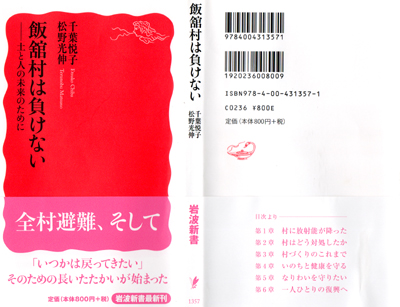 飯舘村は負けない
――土と人の未来のために
千葉悦子
Etsuko Chiba
松野光伸
Terunobu Matsuno
全村避難、そして
「いつかは戻ってきたい」
そのための長いたたかいが始まった
定価(本体800円+税)
岩波新書最新刊
飯舘村は負けない
千葉悦子
松野光伸
岩波新書
1357
9784004313571
1920236008009
ISBN978-4-00-431357-1
C0236 ¥800E
定価(本体800円+税)
目次より
第1章 村に放射能が降った
第2章 村はどう対処したか
第3章 村づくりのこれまで
第4章 いのちと健康を守る
第5章 なりわいを守りたい
第6章 一人ひとりの復興へ